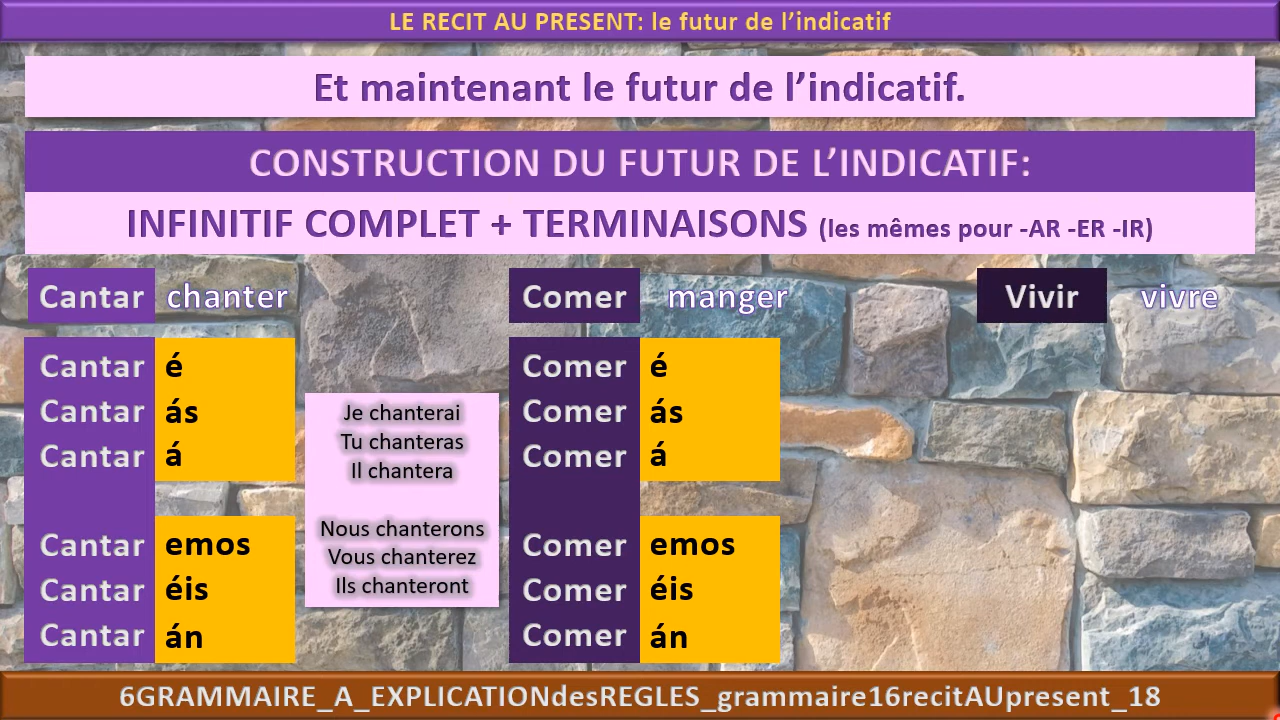 LE RECIT AU PRESENT: le futur de l’indicatif
Et maintenant le futur de l’indicatif.
CONSTRUCTION DU FUTUR DE L’INDICATIF:
INFINITIF COMPLET + TERMINAISONS (les mêmes pour -AR -ER -IR)
Cantar chanter
Cantar é
Cantar ás
Cantar á
Cantar emos
Cantar éis
Cantar án
Je chanterai
Tu chanteras
Il chantera
Nous chanterons
Vous chanterez
Ils chanteront
Comer manger
Comer é
Comer ás
Comer á
Comer emos
Comer éis
Comer án
Vivir vivre
6GRAMMAIRE_A_EXPLICATIONdesREGLES_grammaire16recitAUpresent_18